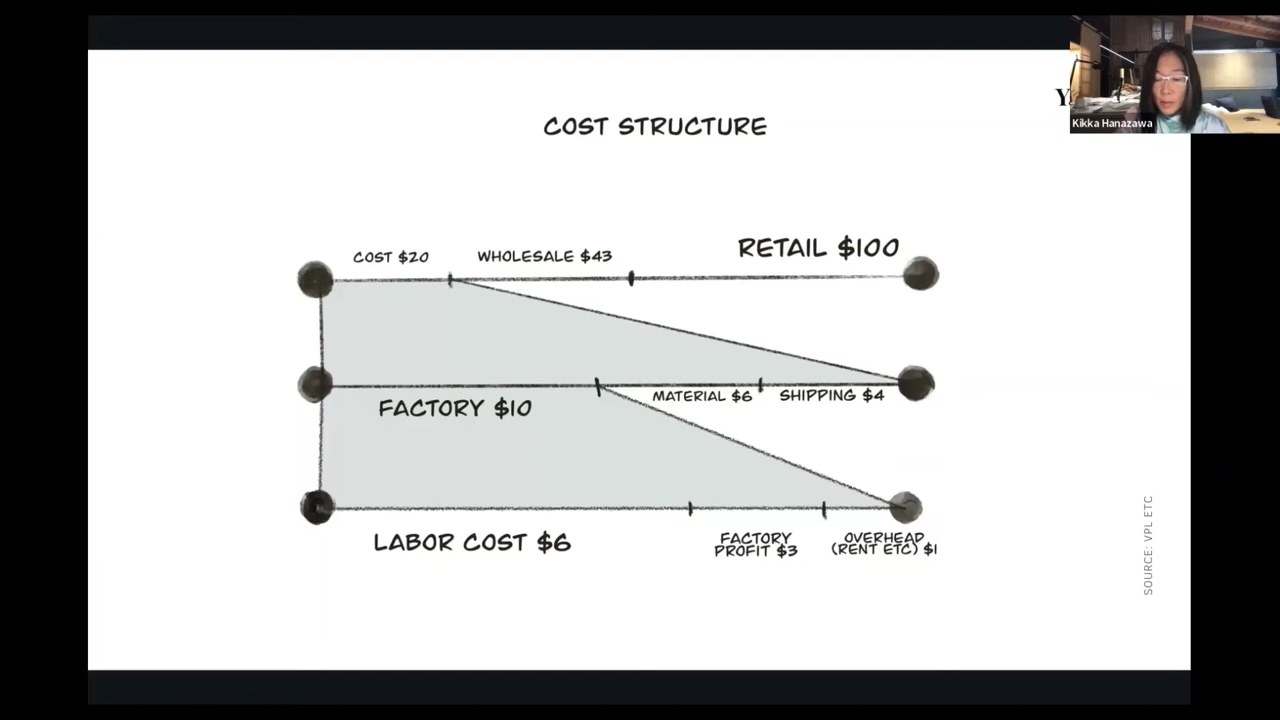 Y
Kikka Hanazawa
COST STRUCTURE
COST $20
WHOLESALE $43
RETAIL $100
FACTORY $10
MATERIAL $6
SHIPPING $4
LABOR COST $6
FACTORY
PROFIT $3
OVERHEAD
(RENT ETC) $1
SOURCE: VPL ETC